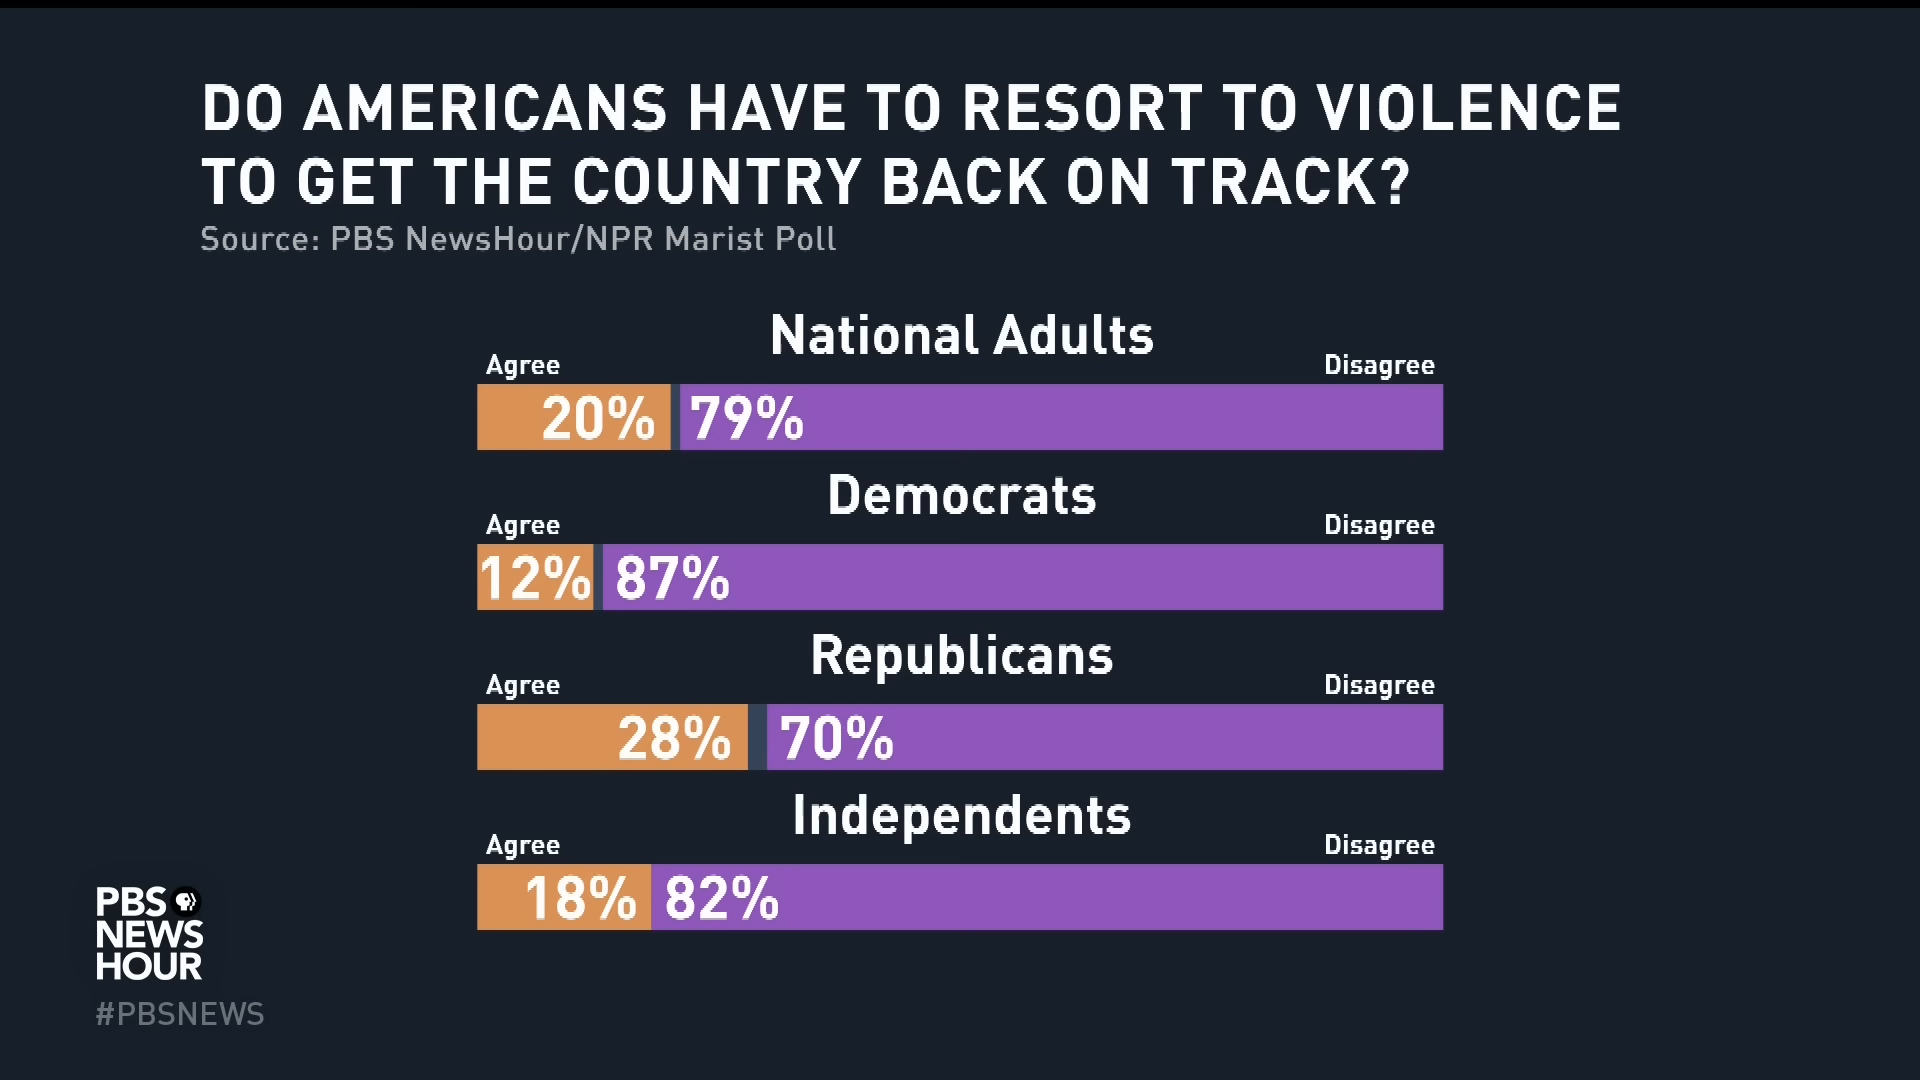 DO AMERICANS HAVE TO RESORT TO VIOLENCE
TO GET THE COUNTRY BACK ON TRACK?
Source: PBS NewsHour/NPR Marist Poll
National Adults
Agree Disagree
20% 79%
Democrats
Agree Disagree
12% 87%
Republicans
Agree Disagree
28% 70%
Independents
Agree Disagree
18% 82%
PBS
NEWS
HOUR
#PBSNEWS